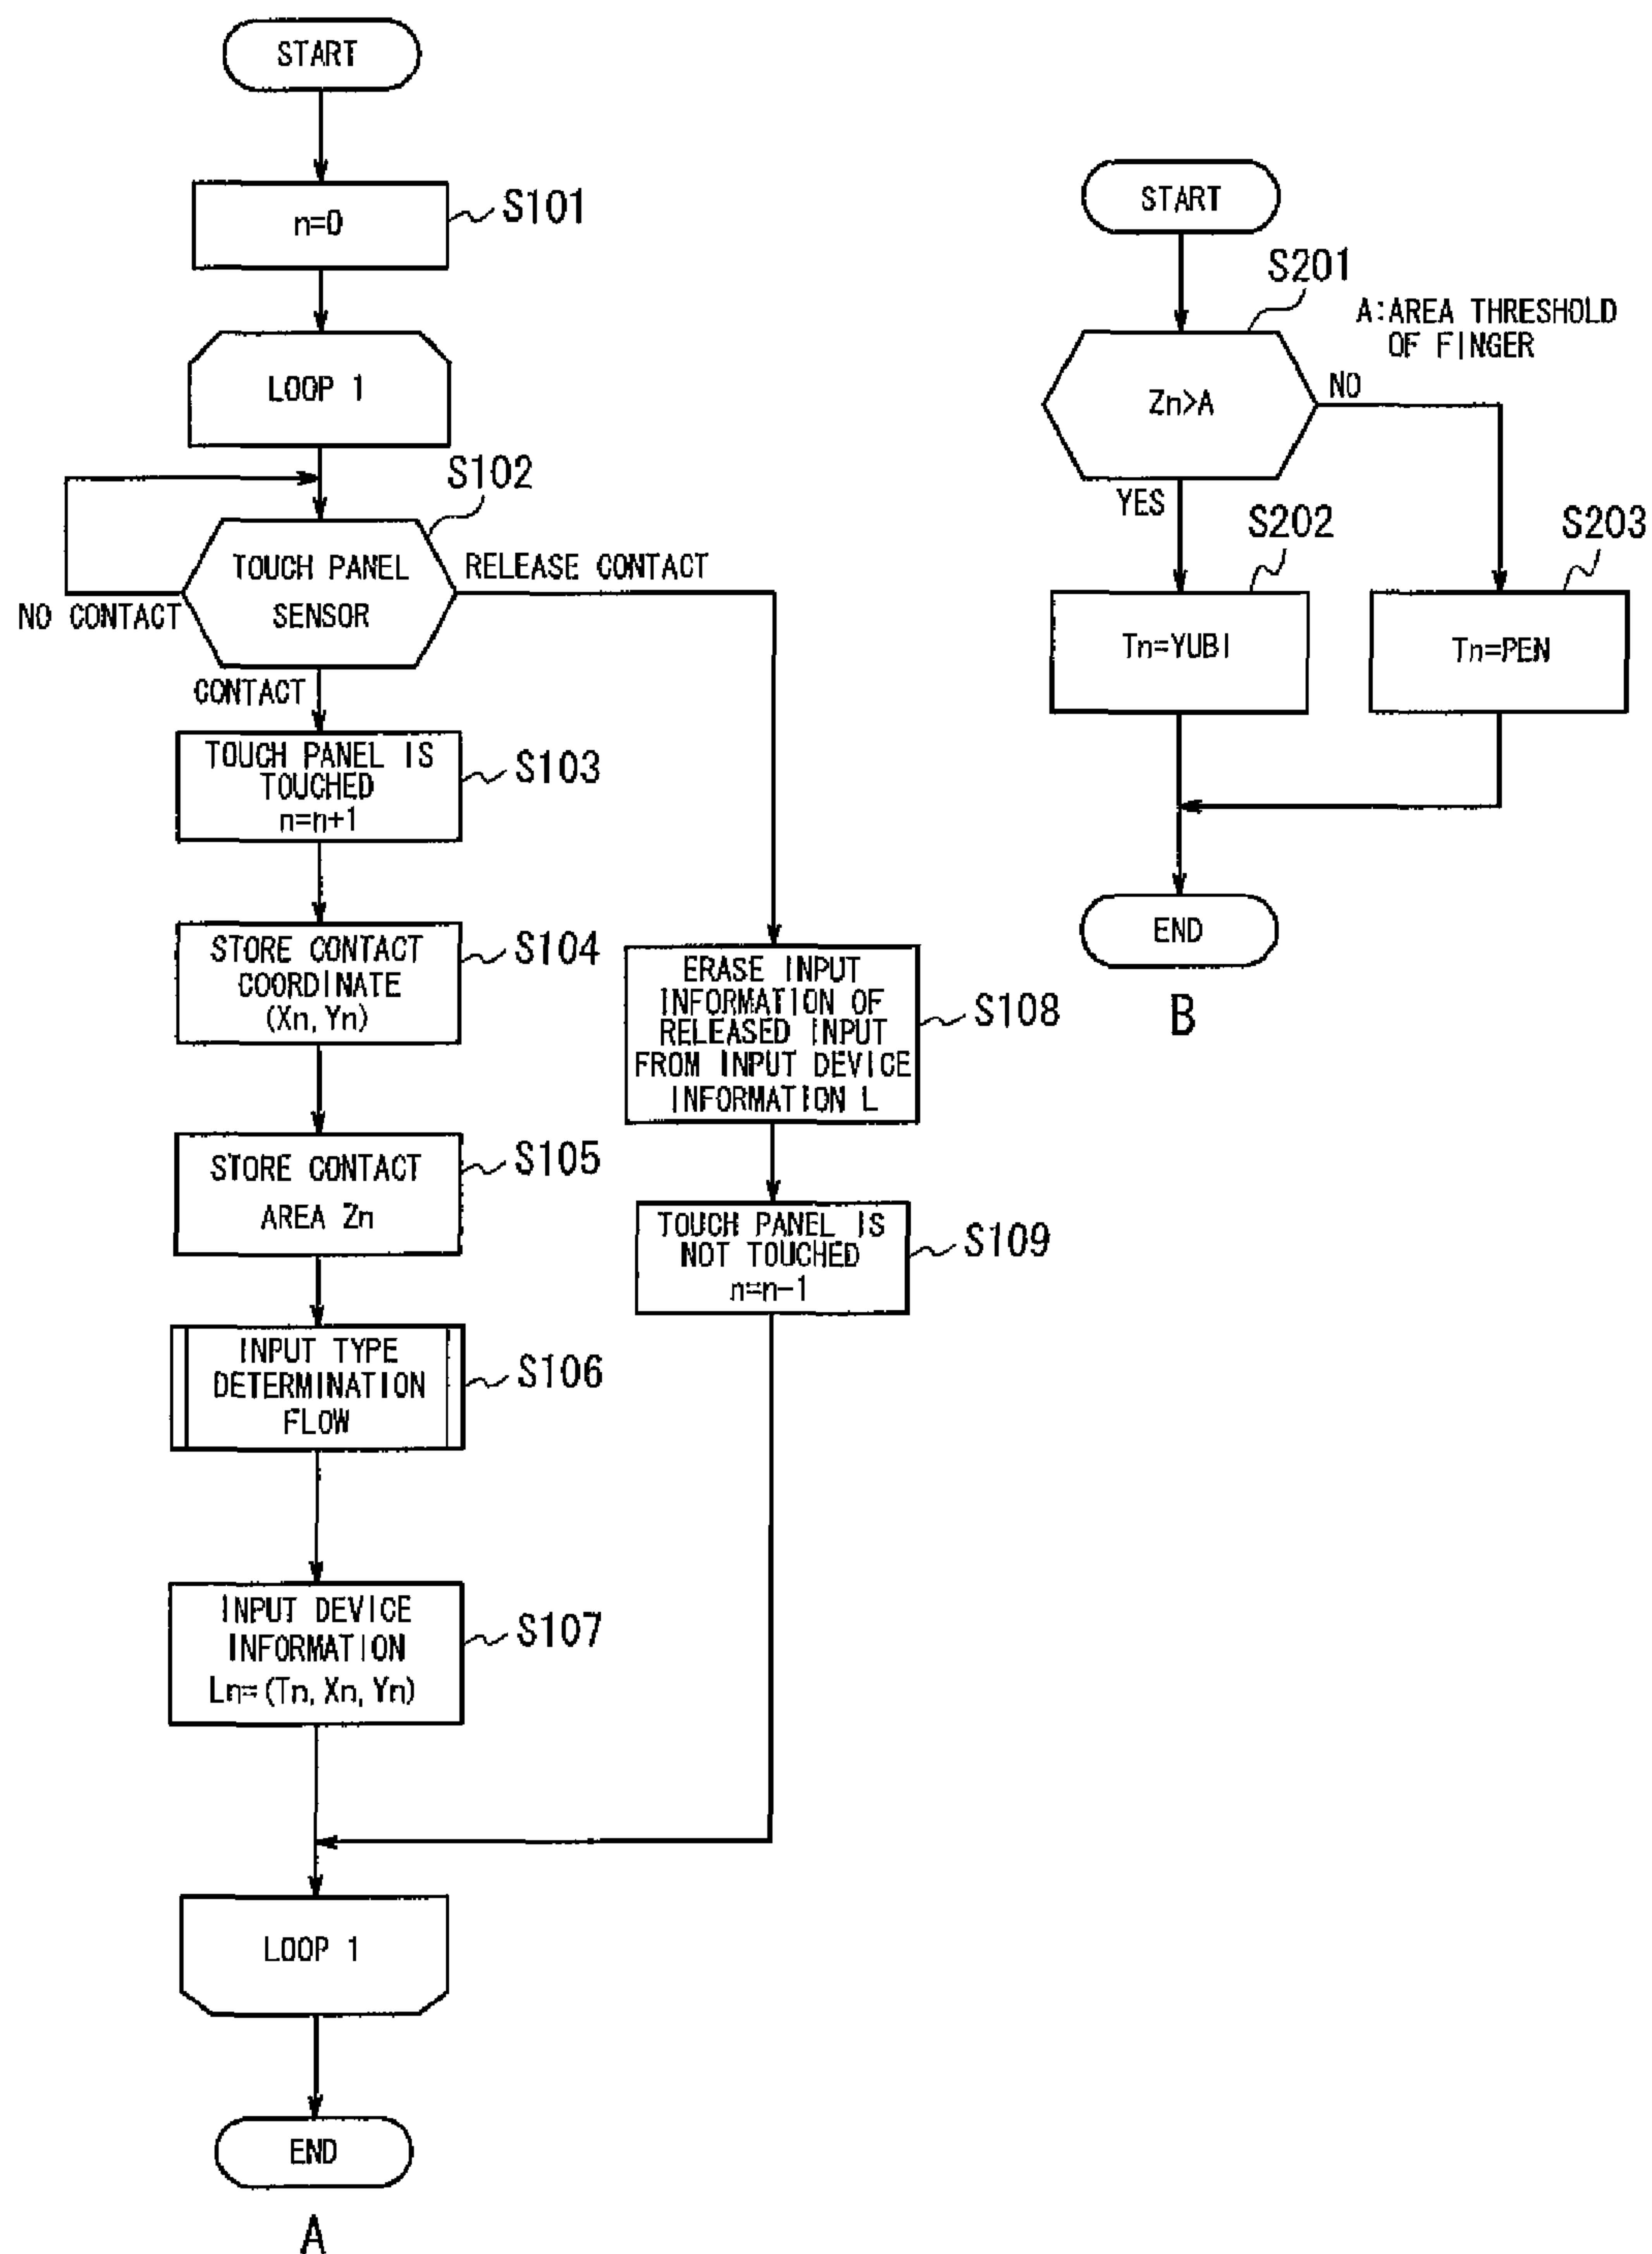 START
n=0
S101
LOOP 1
S102
TOUCH PANEL
SENSOR
RELEASE CONTACT
NO CONTACT
CONTACT
TOUCH PANEL IS
TOUCHED
n=n+1
S103
STORE CONTACT
COORDINATE
(Xn, Yn)
S104
STORE CONTACT
AREA Zn
S105
INPUT TYPE
DETERMINATION
FLOW
S106
INPUT DEVICE
INFORMATION
Ln=(Tn, Xn, Yn)
S107
ERASE INPUT
INFORMATION OF
RELEASED INPUT
FROM INPUT DEVICE
INFORMATION L
S108
TOUCH PANEL IS
NOT TOUCHED
n=n-1
S109
LOOP 1
END
A
START
S201
A:AREA THRESHOLD
OF FINGER
Zn>A
NO
YES
S202
Tn=YUBI
S203
Tn=PEN
END
B